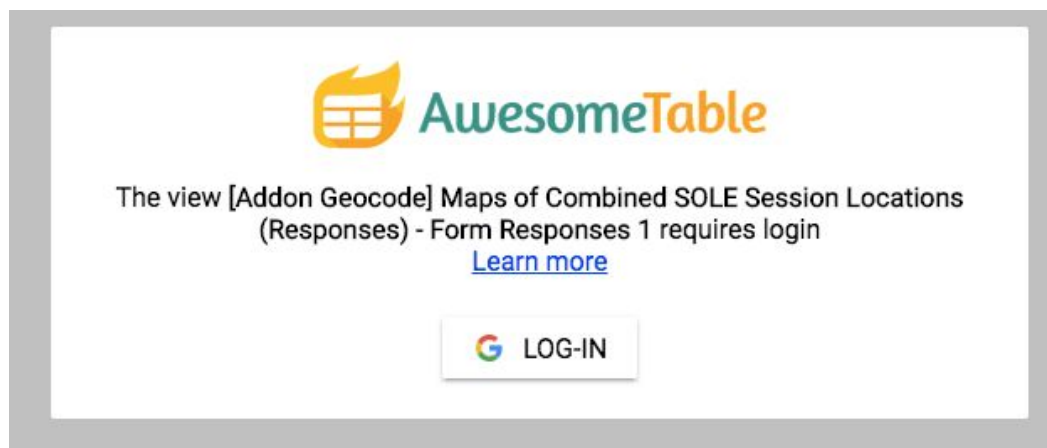 AwesomeTable
The view [Addon Geocode] Maps of Combined SOLE Session Locations
(Responses) - Form Responses 1 requires login
Learn more
G LOG-IN